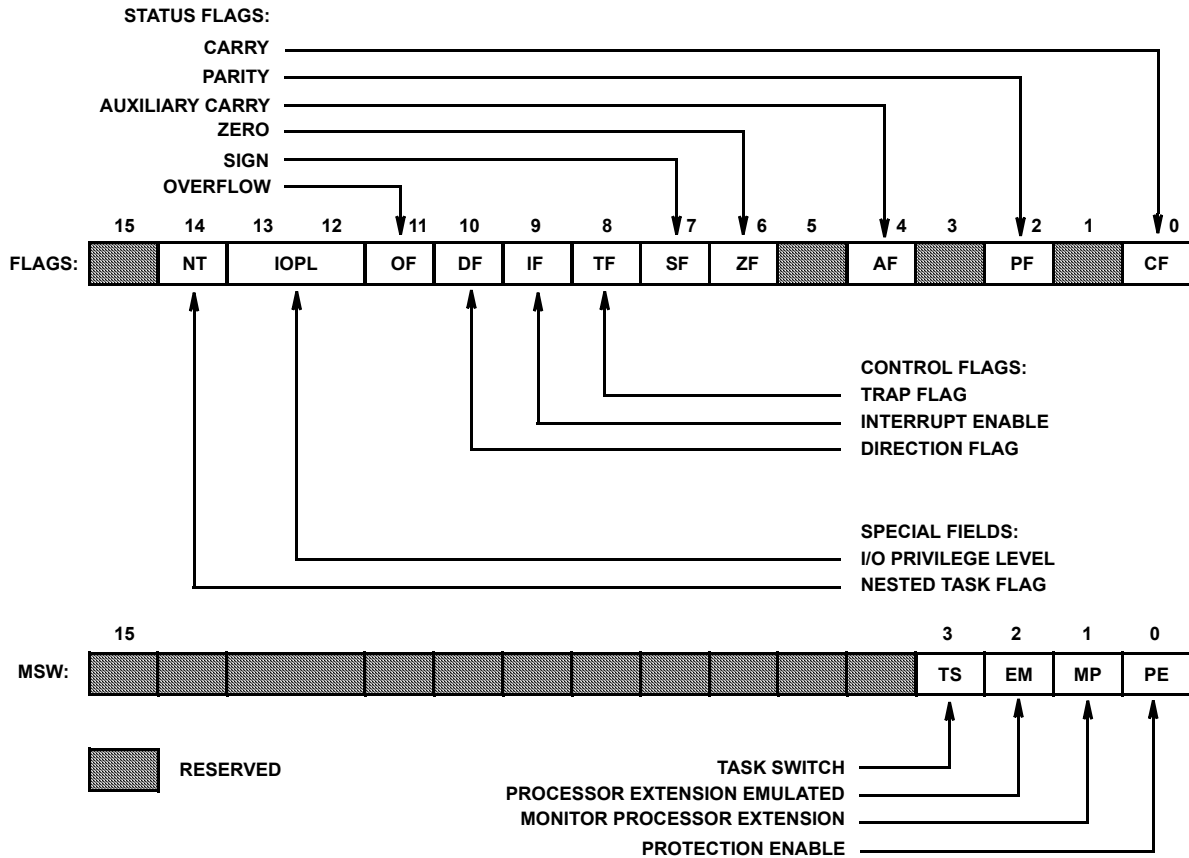 STATUS FLAGS:
CARRY
PARITY
AUXILIARY CARRY
ZERO
SIGN
OVERFLOW
15 14 13 12 11 10 9 8 7 6 5 4 3 2 1 0
FLAGS: NT IOPL OF DF IF TF SF ZF AF PF CF
CONTROL FLAGS:
TRAP FLAG
INTERRUPT ENABLE
DIRECTION FLAG
SPECIAL FIELDS:
I/O PRIVILEGE LEVEL
NESTED TASK FLAG
15 3 2 1 0
MSW: TS EM MP PE
RESERVED
TASK SWITCH
PROCESSOR EXTENSION EMULATED
MONITOR PROCESSOR EXTENSION
PROTECTION ENABLE